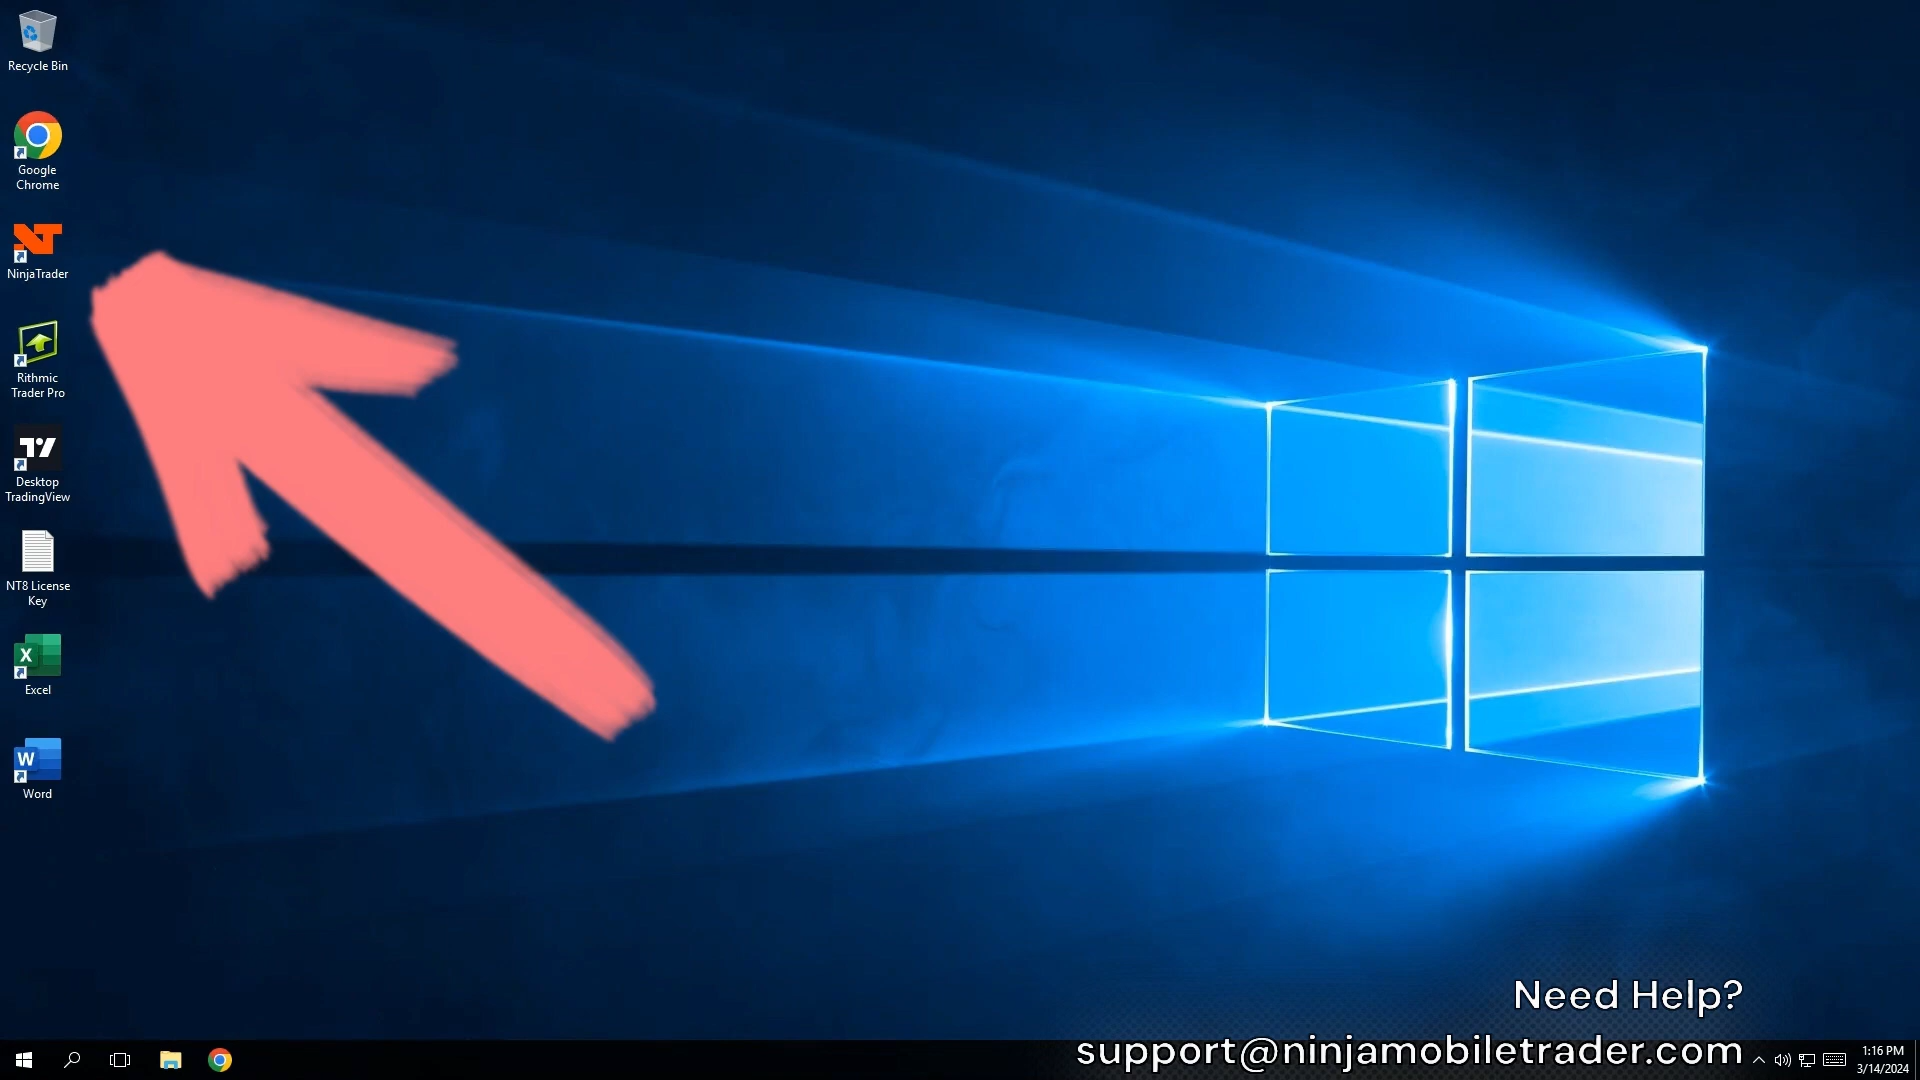 Recycle Bin
Google
Chrome
NT
NinjaTrader
Rithmic
Trader Pro
Desktop
TradingView
NT8 License
Key
X
Excel
W
Word
Need Help?
support@ninjamobiletrader.com
1:16 PM
3/14/2024